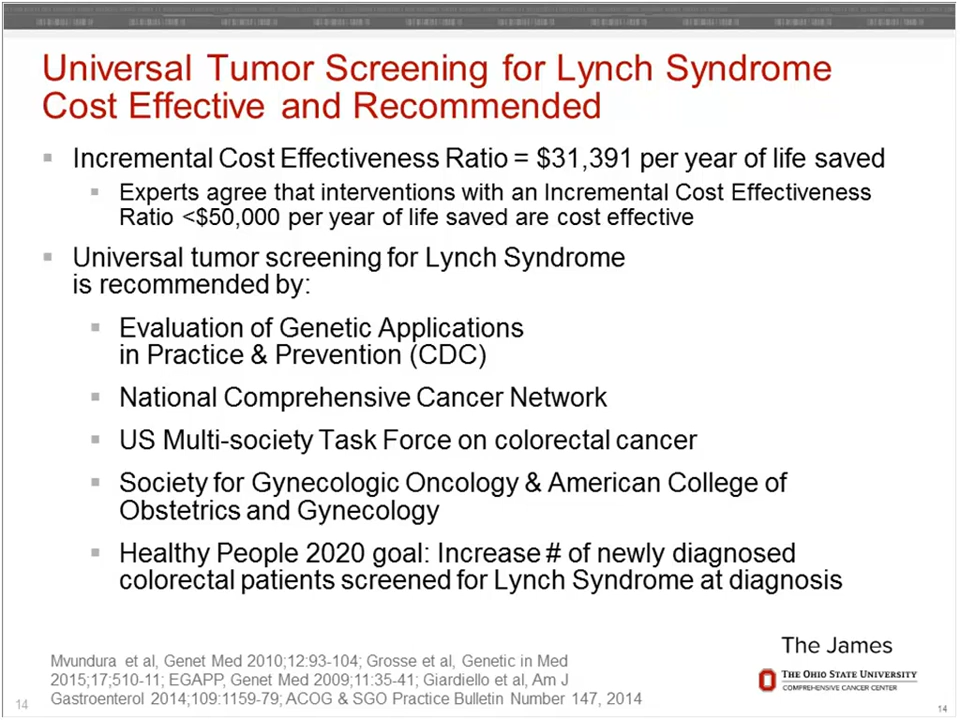 Universal Tumor Screening for Lynch Syndrome
Cost Effective and Recommended
Incremental Cost Effectiveness Ratio = $31,391 per year of life saved
Experts agree that interventions with an Incremental Cost Effectiveness
Ratio <$50,000 per year of life saved are cost effective
Universal tumor screening for Lynch Syndrome
is recommended by:
Evaluation of Genetic Applications
in Practice & Prevention (CDC)
National Comprehensive Cancer Network
US Multi-society Task Force on colorectal cancer
Society for Gynecologic Oncology & American College of
Obstetrics and Gynecology
Healthy People 2020 goal: Increase # of newly diagnosed
colorectal patients screened for Lynch Syndrome at diagnosis
Mvundura et al, Genet Med 2010;12:93-104; Grosse et al, Genetic in Med
2015;17;510-11; EGAPP, Genet Med 2009;11:35-41; Giardiello et al, Am J
Gastroenterol 2014;109:1159-79; ACOG & SGO Practice Bulletin Number 147, 2014
The James
THE OHIO STATE UNIVERSITY
COMPREHENSIVE CANCER CENTER
14
14